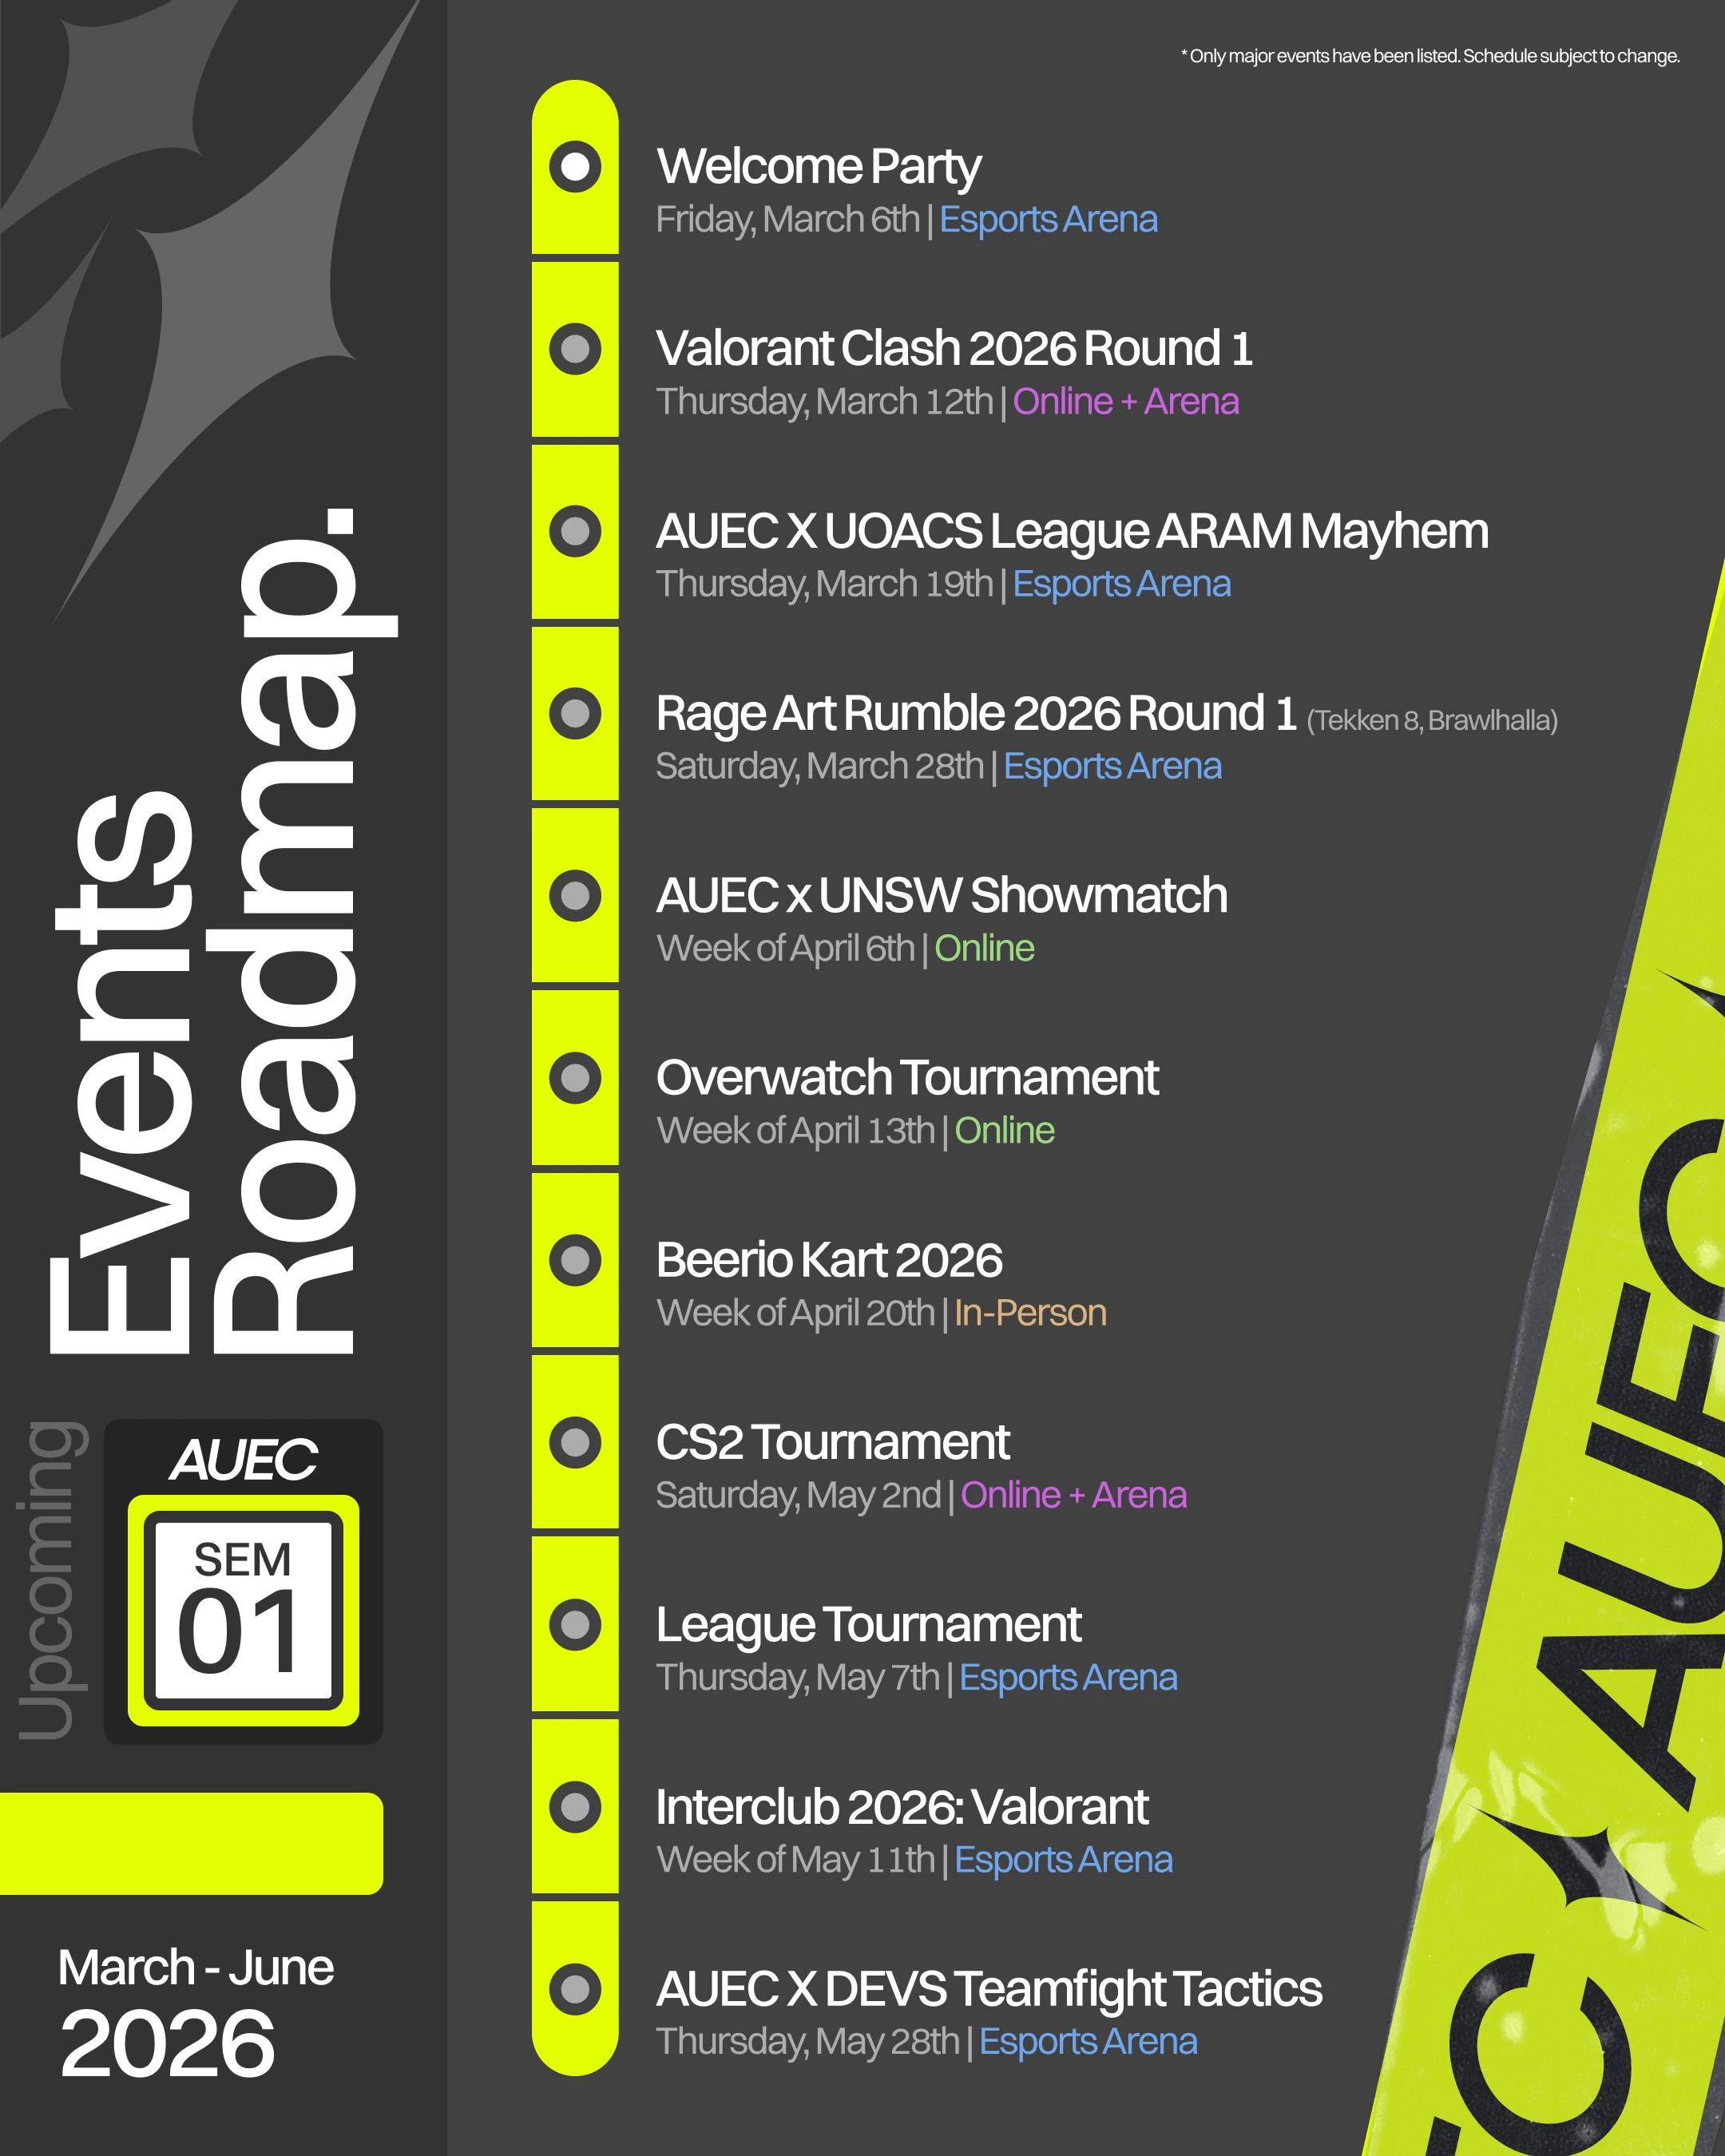 * Only major events have been listed. Schedule subject to change.
Events
Roadmap.
Upcoming
AUEC
SEM
01
March - June
2026
Welcome Party
Friday, March 6th | Esports Arena
Valorant Clash 2026 Round 1
Thursday, March 12th | Online + Arena
AUEC X UOACS League ARAM Mayhem
Thursday, March 19th | Esports Arena
Rage Art Rumble 2026 Round 1 (Tekken 8, Brawlhalla)
Saturday, March 28th | Esports Arena
AUEC x UNSW Showmatch
Week of April 6th | Online
Overwatch Tournament
Week of April 13th | Online
Beerio Kart 2026
Week of April 20th | In-Person
CS2 Tournament
Saturday, May 2nd | Online + Arena
League Tournament
Thursday, May 7th | Esports Arena
Interclub 2026: Valorant
Week of May 11th | Esports Arena
AUEC X DEVS Teamfight Tactics
Thursday, May 28th | Esports Arena
AUEC
EC